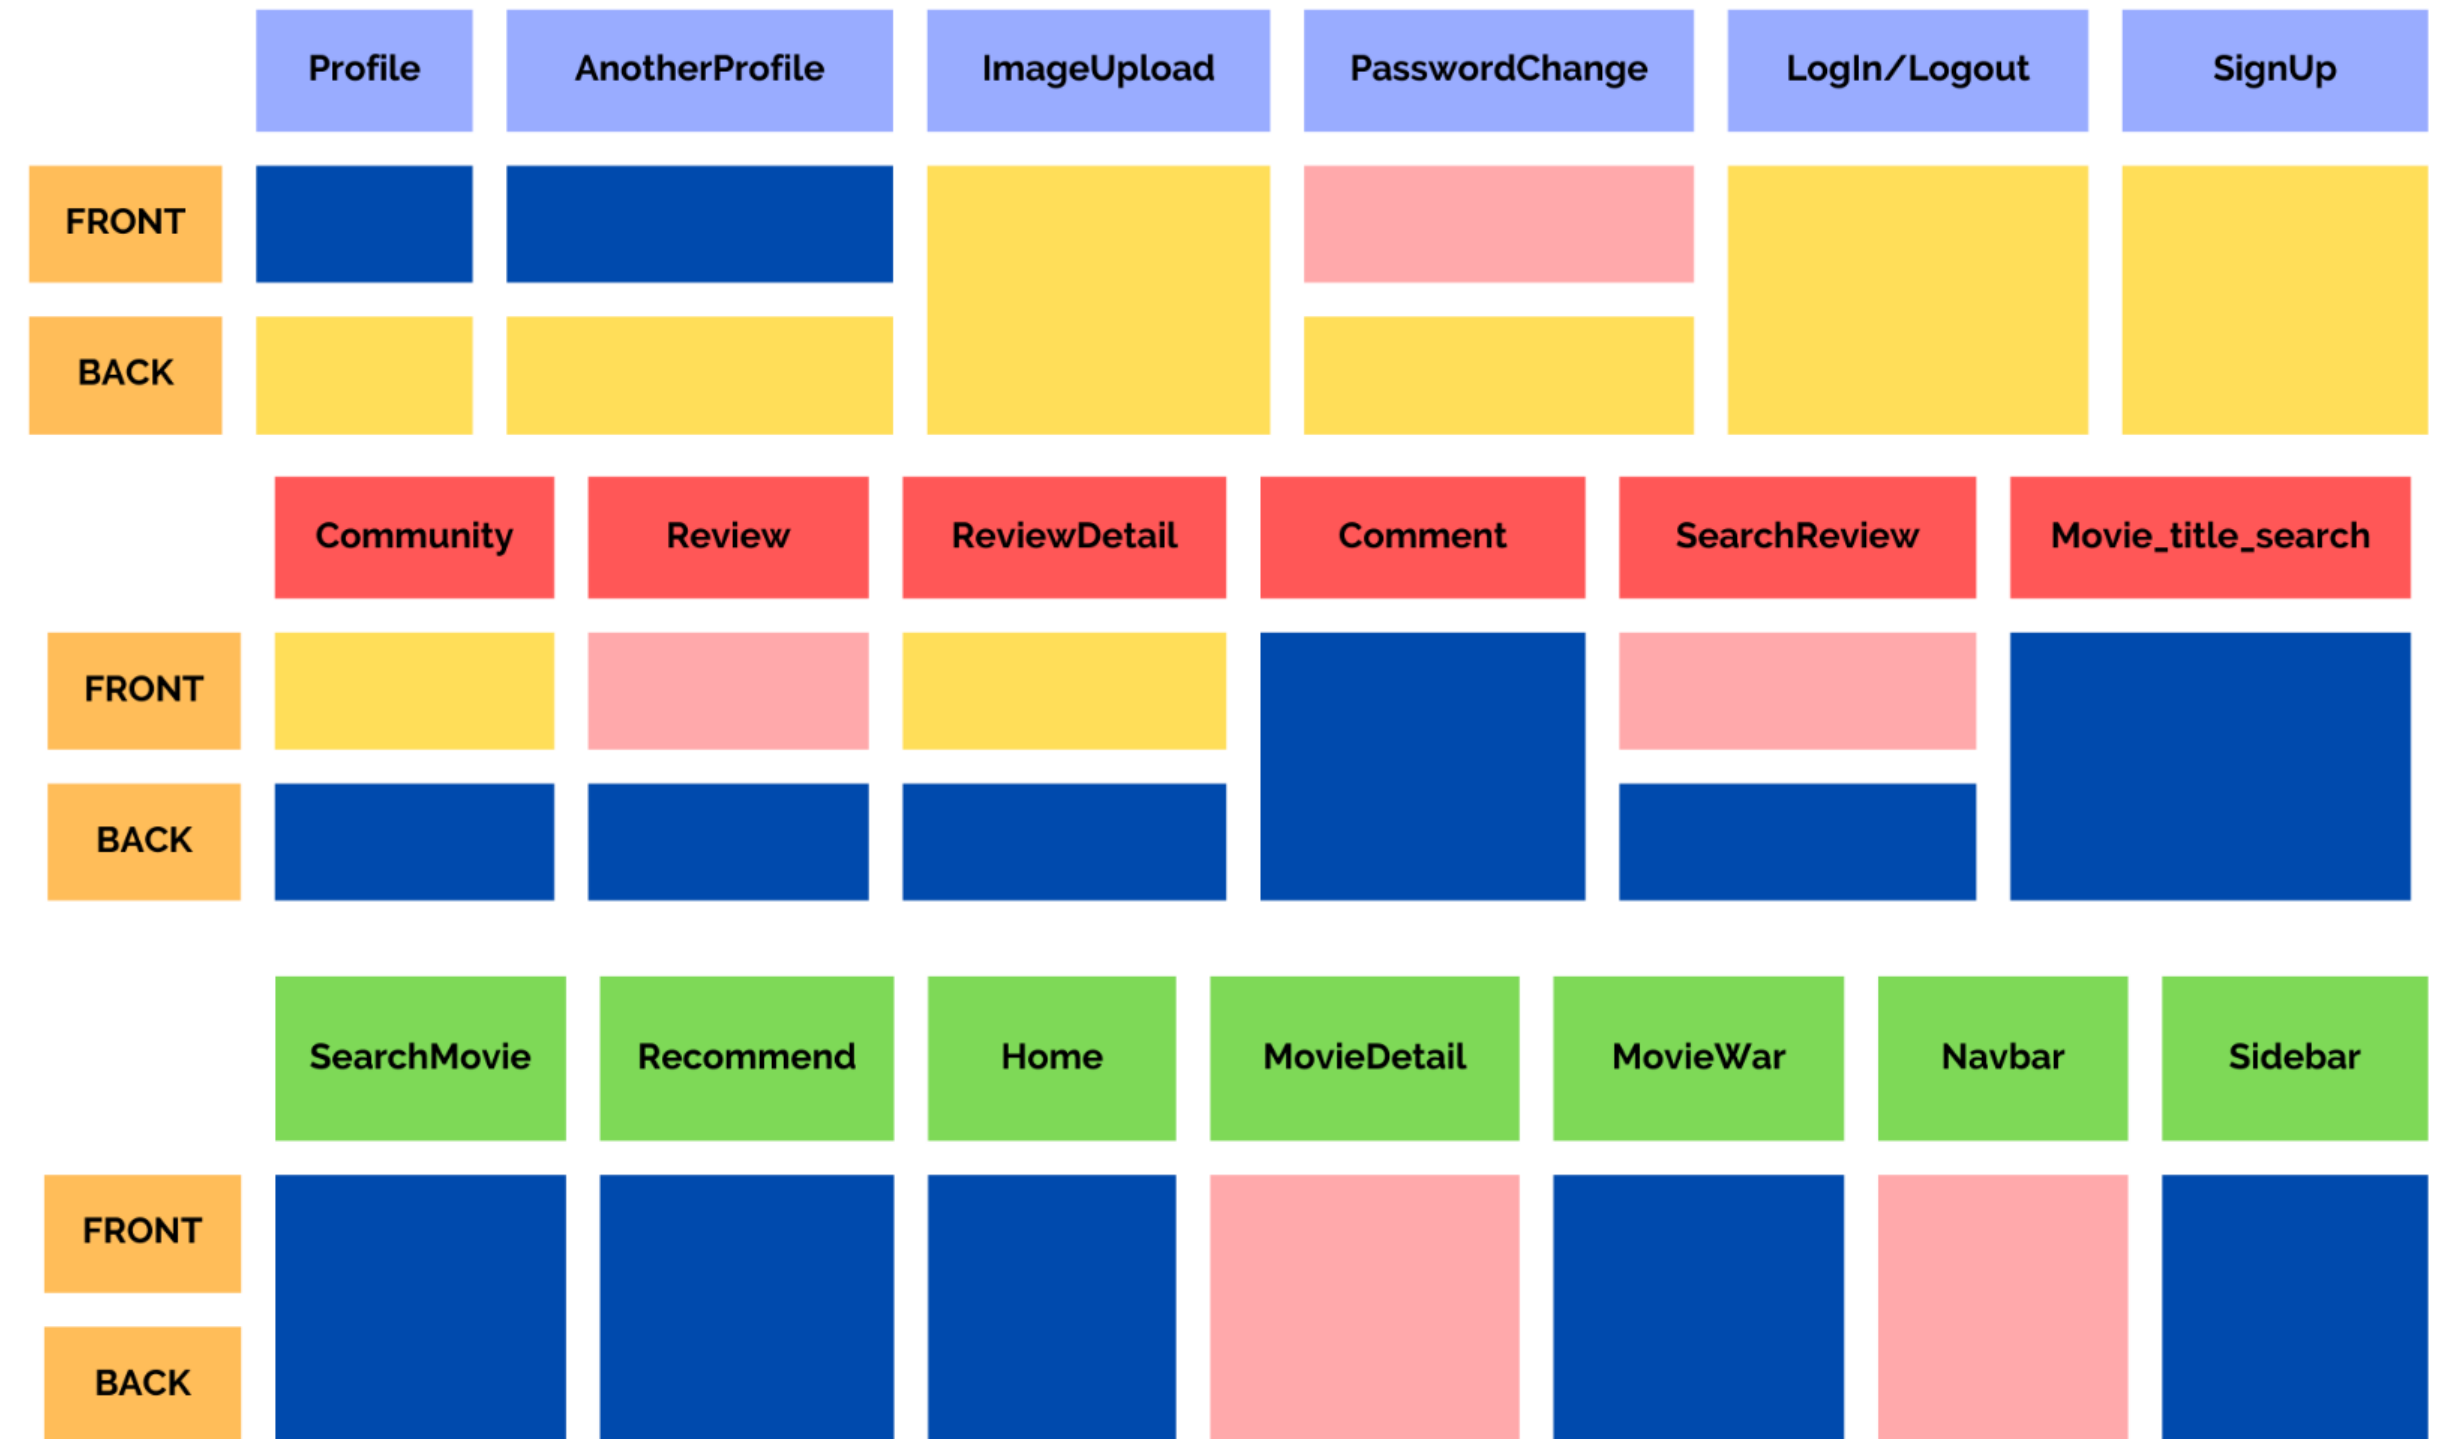 Profile
AnotherProfile
ImageUpload
PasswordChange
LogIn/Logout
SignUp
FRONT
BACK
Community
Review
ReviewDetail
Comment
SearchReview
Movie_title_search
FRONT
BACK
SearchMovie
Recommend
Home
MovieDetail
MovieWar
Navbar
Sidebar
FRONT
BACK